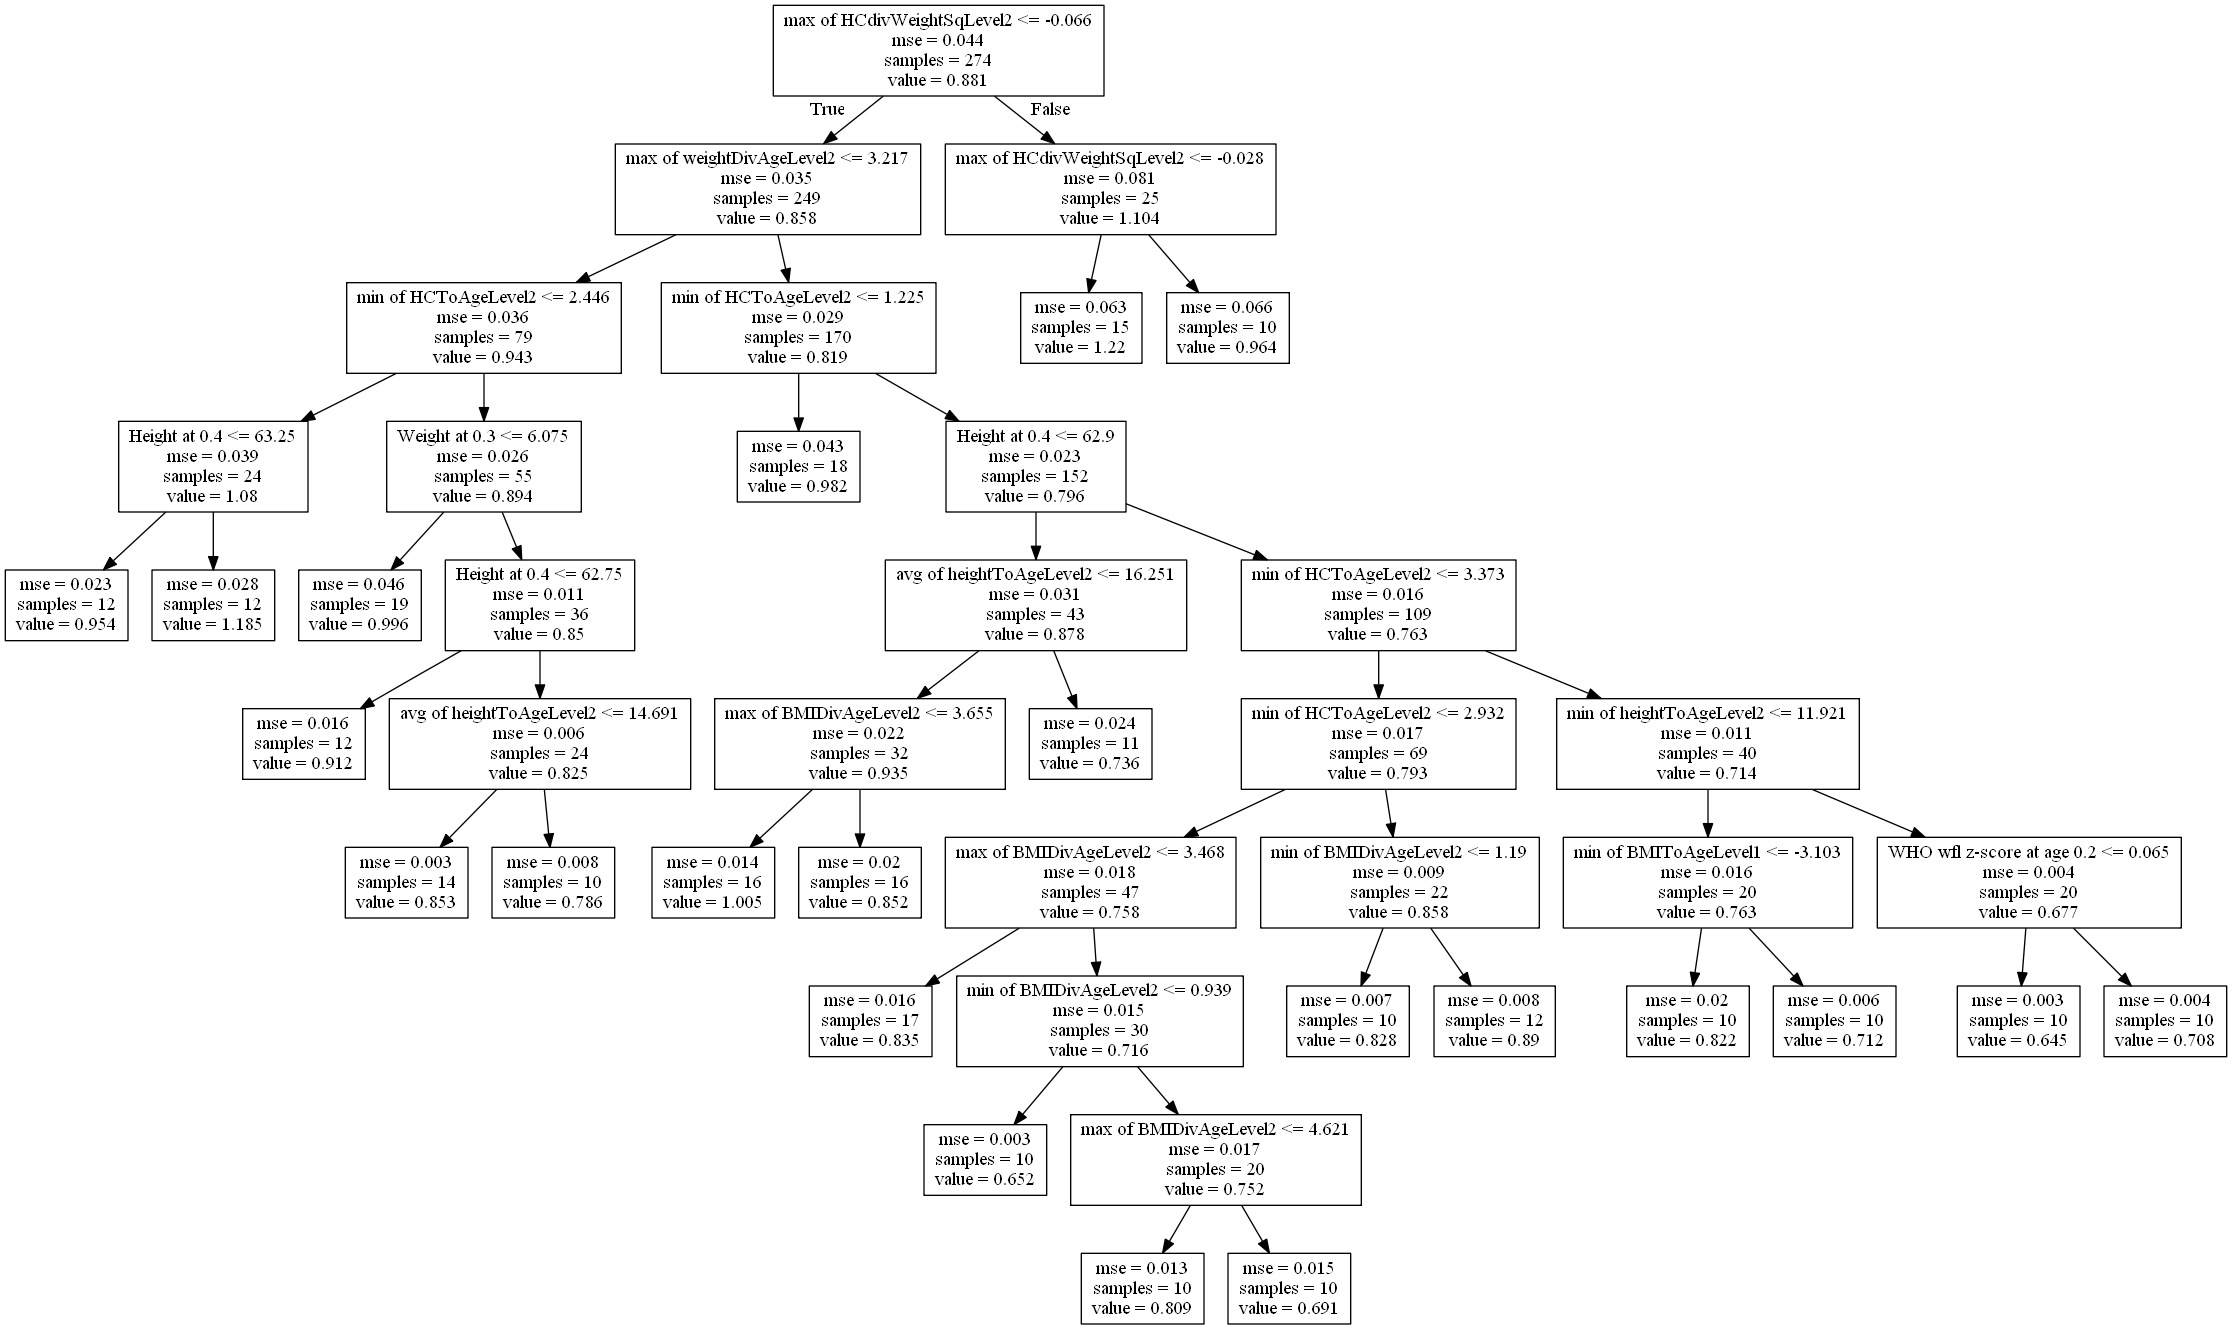 max of HCdivWeightSqLevel2 <= -0.066
mse = 0.044
samples = 274
value = 0.881
True
False
max of weightDivAgeLevel2 <= 3.217
mse = 0.035
samples = 249
value = 0.858
max of HCdivWeightSqLevel2 <= -0.028
mse = 0.081
samples = 25
value = 1.104
min of HCToAgeLevel2 <= 2.446
mse = 0.036
samples = 79
value = 0.943
min of HCToAgeLevel2 <= 1.225
mse = 0.029
samples = 170
value = 0.819
mse = 0.063
samples = 15
value = 1.22
mse = 0.066
samples = 10
value = 0.964
Height at 0.4 <= 63.25
mse = 0.039
samples = 24
value = 1.08
Weight at 0.3 <= 6.075
mse = 0.026
samples = 55
value = 0.894
mse = 0.043
samples = 18
value = 0.982
Height at 0.4 <= 62.9
mse = 0.023
samples = 152
value = 0.796
mse = 0.023
samples = 12
value = 0.954
mse = 0.028
samples = 12
value = 1.185
mse = 0.046
samples = 19
value = 0.996
Height at 0.4 <= 62.75
mse = 0.011
samples = 36
value = 0.85
avg of heightToAgeLevel2 <= 16.251
mse = 0.031
samples = 43
value = 0.878
min of HCToAgeLevel2 <= 3.373
mse = 0.016
samples = 109
value = 0.763
mse = 0.016
samples = 12
value = 0.912
avg of heightToAgeLevel2 <= 14.691
mse = 0.006
samples = 24
value = 0.825
max of BMIDivAgeLevel2 <= 3.655
mse = 0.022
samples = 32
value = 0.935
mse = 0.024
samples = 11
value = 0.736
min of HCToAgeLevel2 <= 2.932
mse = 0.017
samples = 69
value = 0.793
min of heightToAgeLevel2 <= 11.921
mse = 0.011
samples = 40
value = 0.714
mse = 0.003
samples = 14
value = 0.853
mse = 0.008
samples = 10
value = 0.786
mse = 0.014
samples = 16
value = 1.005
mse = 0.02
samples = 16
value = 0.852
max of BMIDivAgeLevel2 <= 3.468
mse = 0.018
samples = 47
value = 0.758
min of BMIDivAgeLevel2 <= 1.19
mse = 0.009
samples = 22
value = 0.858
min of BMIToAgeLevel1 <= -3.103
mse = 0.016
samples = 20
value = 0.763
WHO wfl z-score at age 0.2 <= 0.065
mse = 0.004
samples = 20
value = 0.677
mse = 0.016
samples = 17
value = 0.835
min of BMIDivAgeLevel2 <= 0.939
mse = 0.015
samples = 30
value = 0.716
mse = 0.007
samples = 10
value = 0.828
mse = 0.008
samples = 12
value = 0.89
mse = 0.02
samples = 10
value = 0.822
mse = 0.006
samples = 10
value = 0.712
mse = 0.003
samples = 10
value = 0.645
mse = 0.004
samples = 10
value = 0.708
mse = 0.003
samples = 10
value = 0.652
max of BMIDivAgeLevel2 <= 4.621
mse = 0.017
samples = 20
value = 0.752
mse = 0.013
samples = 10
value = 0.809
mse = 0.015
samples = 10
value = 0.691